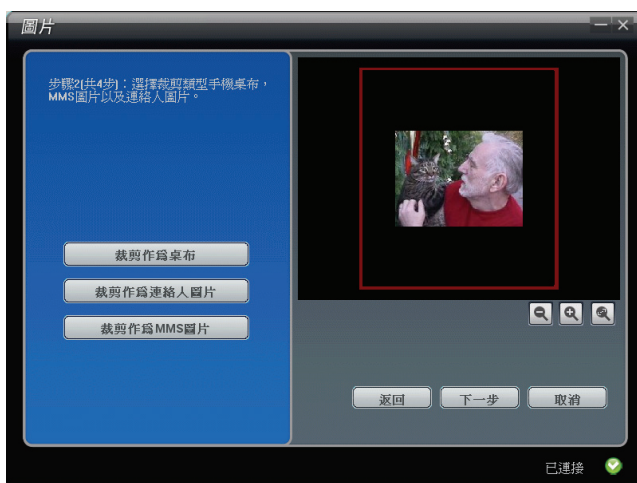 圖片
步驟2(共4步)：選擇裁剪類型手機桌布，
MMS圖片以及連絡人圖片。
裁剪作爲桌布
裁剪作爲連絡人圖片
裁剪作爲MMS圖片
返回
下一步
取消
已連接